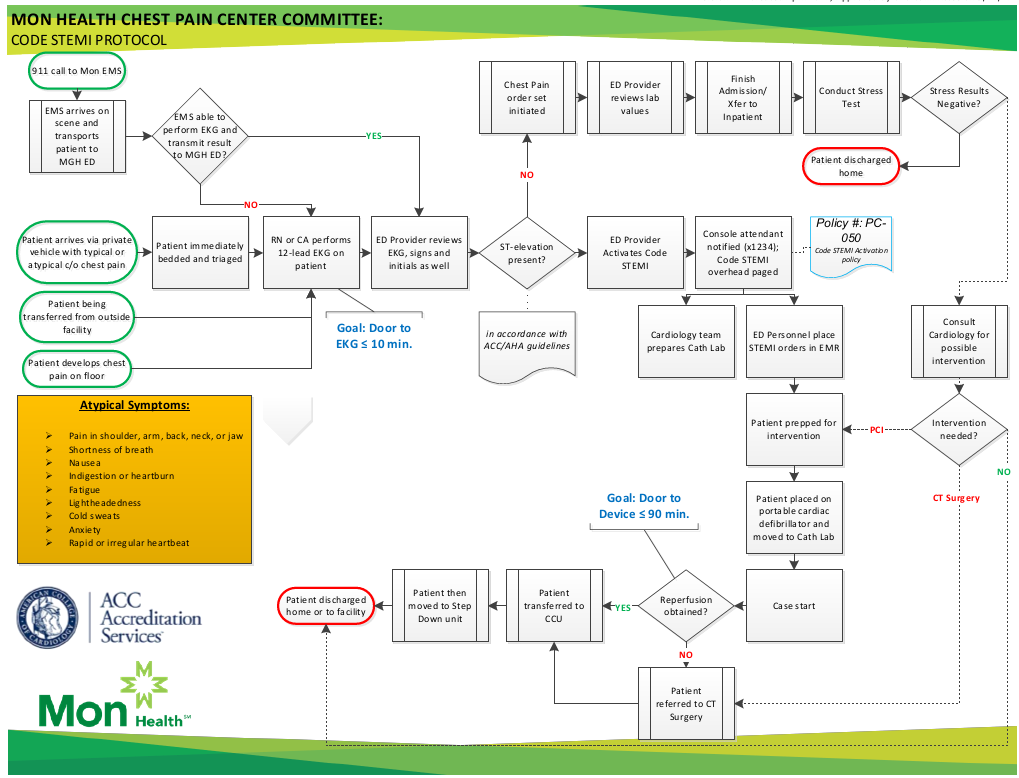 MON HEALTH CHEST PAIN CENTER COMMITTEE:
CODE STEMI PROTOCOL
911 call to Mon EMS
EMS arrives on
scene and
transports
patient to
MGH ED
EMS able to
perform EKG and
transmit result
to MGH ED?
YES
NO
Chest Pain
order set
initiated
ED Provider
reviews lab
values
Finish
Admission/
Xfer to
Inpatient
Conduct Stress
Test
Stress Results
Negative?
Patient discharged
home
NO
Patient arrives via private
vehicle with typical or
atypical c/o chest pain
Patient immediately
bedded and triaged
RN or CA performs
12-lead EKG on
patient
ED Provider reviews
EKG, signs and
initials as well
ST-elevation
present?
ED Provider
Activates Code
STEMI
Console attendant
notified (x1234);
Code STEMI
overhead paged
Policy #: PC-
050
Code STEMI Activation
policy
Patient being
transferred from outside
facility
Patient develops chest
pain on floor
Goal: Door to
EKG ≤ 10 min.
in accordance with
ACC/AHA guidelines
Cardiology team
prepares Cath Lab
ED Personnel place
STEMI orders in EMR
Consult
Cardiology for
possible
intervention
Atypical Symptoms:
➢ Pain in shoulder, arm, back, neck, or jaw
➢ Shortness of breath
➢ Nausea
➢ Indigestion or heartburn
➢ Fatigue
➢ Lightheadedness
➢ Cold sweats
➢ Anxiety
➢ Rapid or irregular heartbeat
Patient prepped for
intervention
PCI
Intervention
needed?
NO
CT Surgery
Patient placed on
portable cardiac
defibrillator and
moved to Cath Lab
Goal: Door to
Device ≤ 90 min.
Case start
Reperfusion
obtained?
YES
NO
Patient
transferred to
CCU
Patient then
moved to Step
Down unit
Patient discharged
home or to facility
Patient
referred to CT
Surgery
AMERICAN COLLEGE
OF CARDIOLOGY
ACC
Accreditation
Services™
Mon Health℠